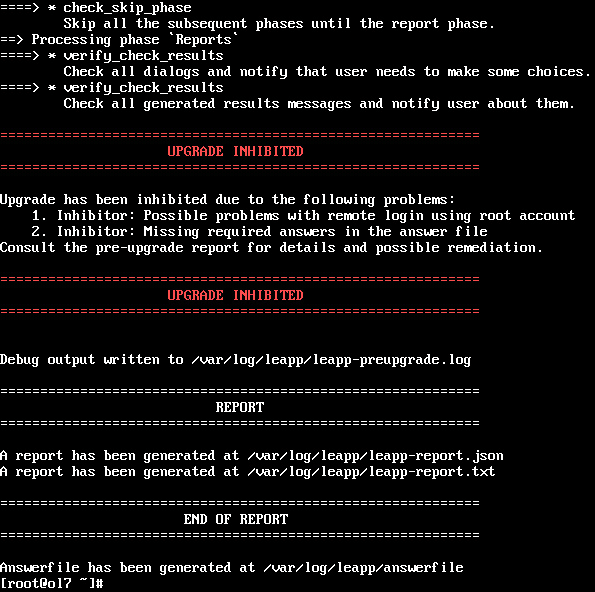 ====> * check_skip_phase
        Skip all the subsequent phases until the report phase.
==> Processing phase `Reports`
====> * verify_check_results
        Check all dialogs and notify that user needs to make some choices.
====> * verify_check_results
        Check all generated results messages and notify user about them.
============================================================
                     UPGRADE INHIBITED
============================================================
Upgrade has been inhibited due to the following problems:
    1. Inhibitor: Possible problems with remote login using root account
    2. Inhibitor: Missing required answers in the answer file
Consult the pre-upgrade report for details and possible remediation.
============================================================
                     UPGRADE INHIBITED
============================================================
Debug output written to /var/log/leapp/leapp-preupgrade.log
============================================================
                           REPORT
============================================================
A report has been generated at /var/log/leapp/leapp-report.json
A report has been generated at /var/log/leapp/leapp-report.txt
============================================================
                       END OF REPORT
============================================================
Answerfile has been generated at /var/log/leapp/answerfile
[root@ol7 ~]#